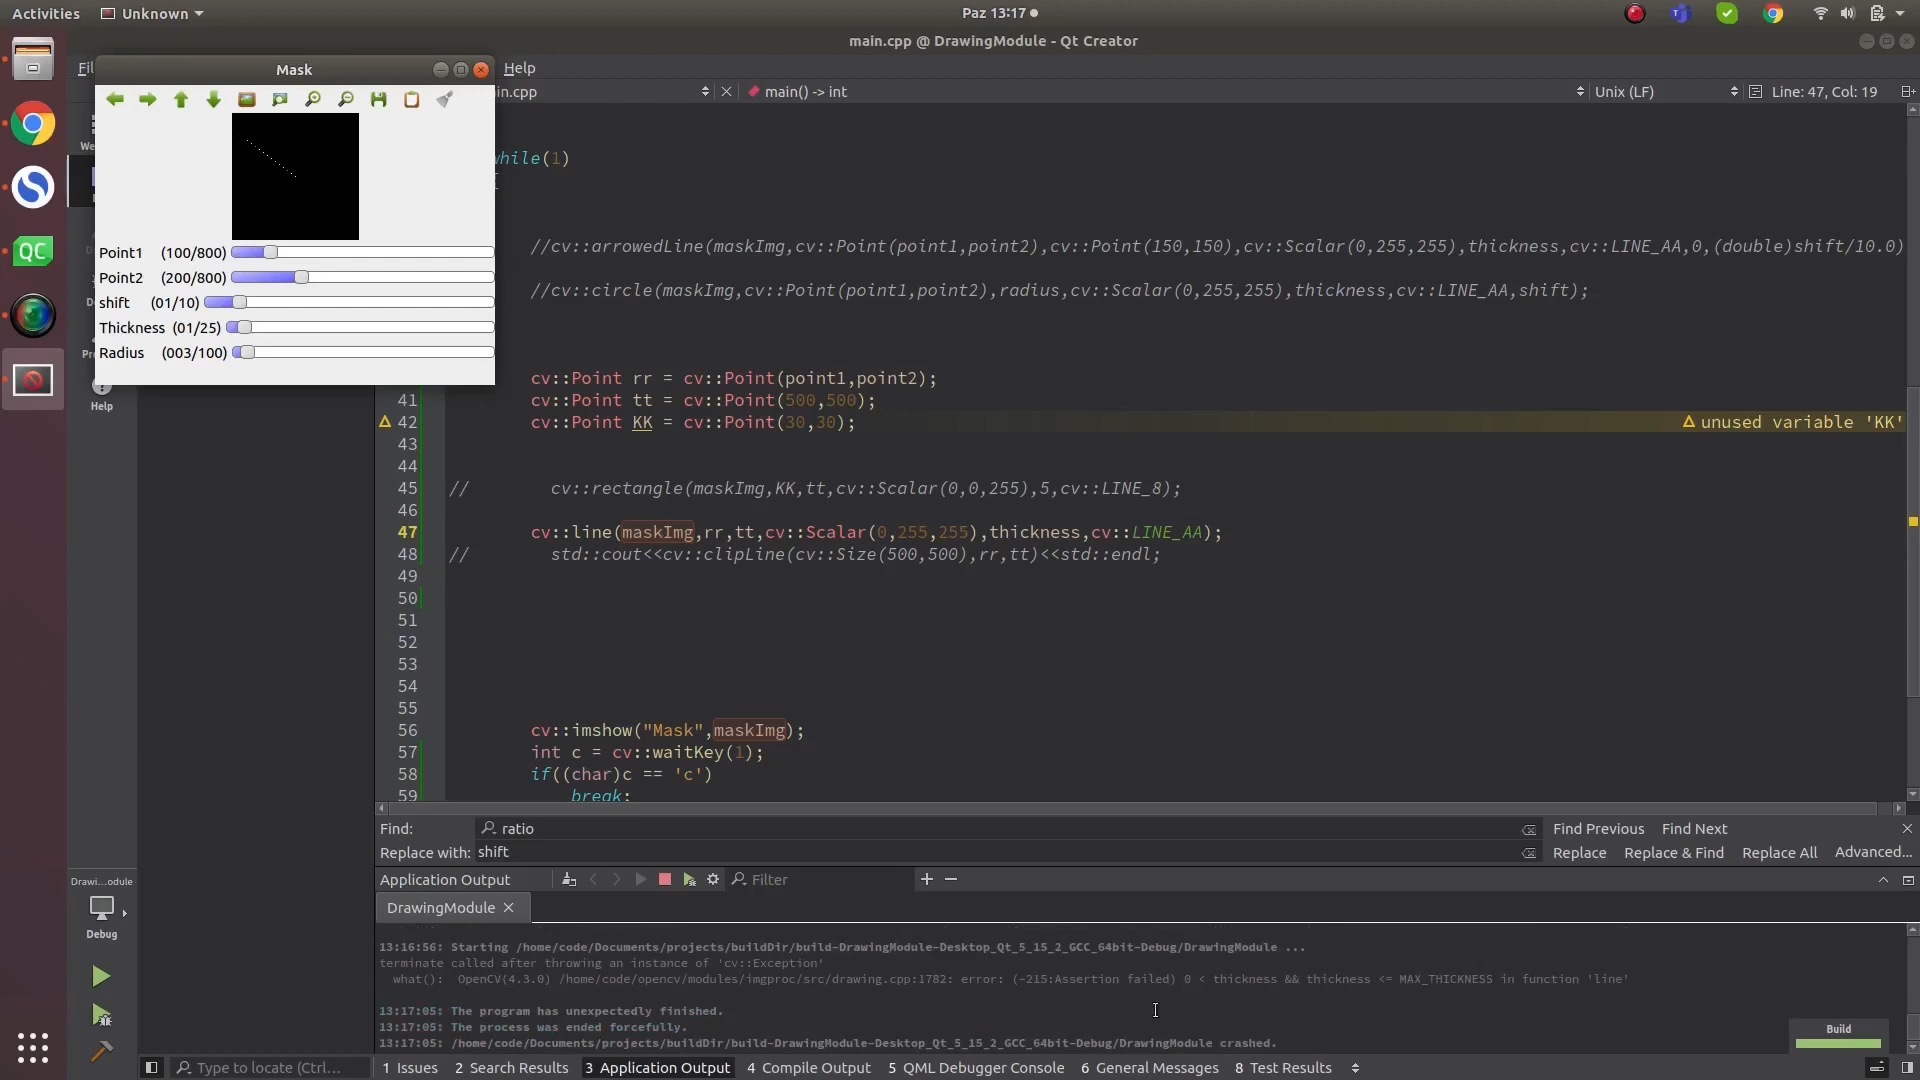 Activities
Unknown
Paz 13:17
main.cpp @ DrawingModule - Qt Creator
Mask
Help
main() -> int
Unix (LF)
Line: 47, Col: 19
while(1)
//cv::arrowedLine(maskImg,cv::Point(point1,point2),cv::Point(150,150),cv::Scalar(0,255,255),thickness,cv::LINE_AA,0,(double)shift/10.0)
//cv::circle(maskImg,cv::Point(point1,point2),radius,cv::Scalar(0,255,255),thickness,cv::LINE_AA,shift);
Point1 (100/800)
Point2 (200/800)
shift (01/10)
Thickness (01/25)
Radius (003/100)
Help
cv::Point rr = cv::Point(point1,point2);
41 cv::Point tt = cv::Point(500,500);
42 cv::Point KK = cv::Point(30,30); unused variable 'KK'
43
44
45 // cv::rectangle(maskImg,KK,tt,cv::Scalar(0,0,255),5,cv::LINE_8);
46
47 cv::line(maskImg,rr,tt,cv::Scalar(0,255,255),thickness,cv::LINE_AA);
48 // std::cout<<cv::clipLine(cv::Size(500,500),rr,tt)<<std::endl;
49
50
51
52
53
54
55
56 cv::imshow("Mask",maskImg);
57 int c = cv::waitKey(1);
58 if((char)c == 'c')
59 break;
Find: ratio Find Previous Find Next
Replace with: shift Replace Replace & Find Replace All Advanced...
Application Output Filter
DrawingModule
13:16:56: Starting /home/code/Documents/projects/buildDir/build-DrawingModule-Desktop_Qt_5_15_2_GCC_64bit-Debug/DrawingModule ...
terminate called after throwing an instance of 'cv::Exception'
what(): OpenCV(4.3.0) /home/code/opencv/modules/imgproc/src/drawing.cpp:1782: error: (-215:Assertion failed) 0 < thickness && thickness <= MAX_THICKNESS in function 'line'
13:17:05: The program has unexpectedly finished.
13:17:05: The process was ended forcefully.
13:17:05: /home/code/Documents/projects/buildDir/build-DrawingModule-Desktop_Qt_5_15_2_GCC_64bit-Debug/DrawingModule crashed.
Drawi...odule
Debug
Build
Type to locate (Ctrl...
1 Issues
2 Search Results
3 Application Output
4 Compile Output
5 QML Debugger Console
6 General Messages
8 Test Results